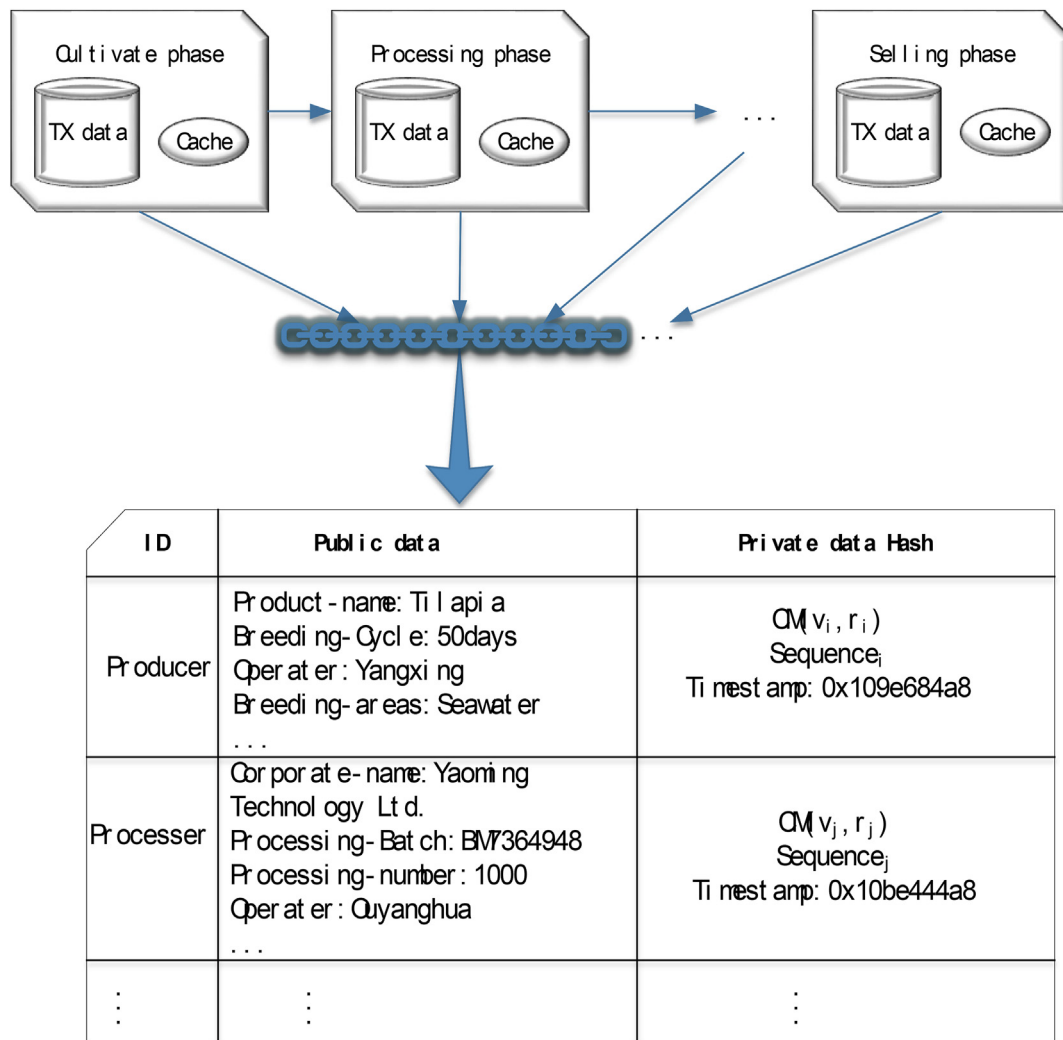 Cultivate phase
Processing phase
Selling phase
TX data
Cache
TX data
Cache
...
TX data
Cache
...
ID
Public data
Private data Hash
Producer
Product-name: Tilapia
Breeding-Cycle: 50days
Operater: Yangxing
Breeding-areas: Seawater
...
CM(vᵢ, rᵢ)
Sequenceᵢ
Timestamp: 0x109e684a8
Processer
Corporate-name: Yaoming
Technology Ltd.
Processing-Batch: BM7364948
Processing-number: 1000
Operater: Ouyanghua
...
CM(vⱼ, rⱼ)
Sequenceⱼ
Timestamp: 0x10be444a8
⋮
⋮
⋮